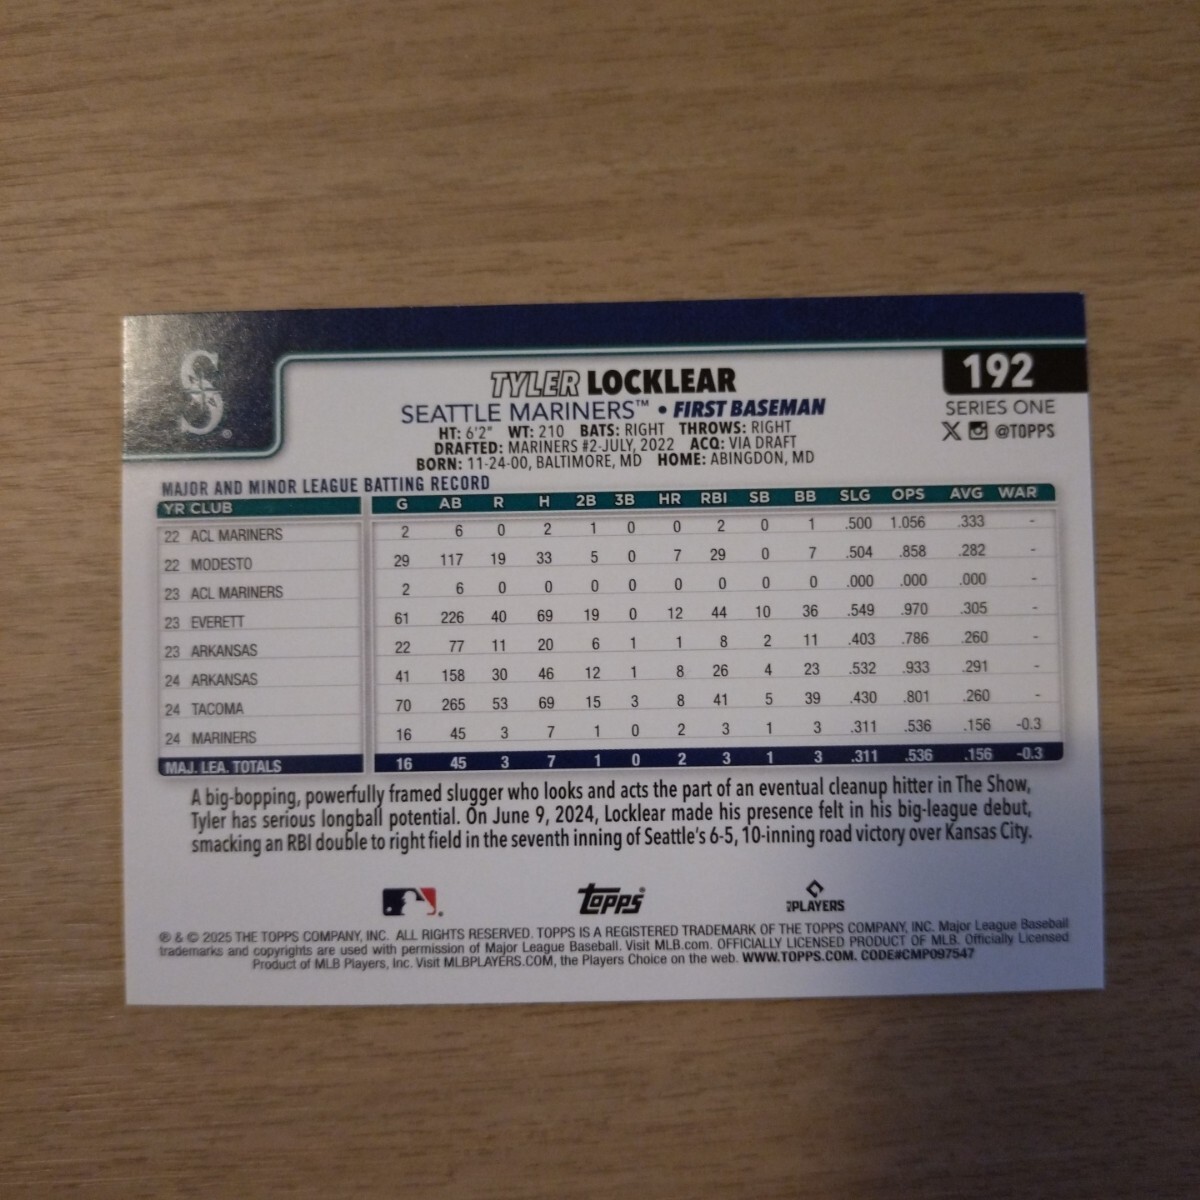 S
192
TYLER LOCKLEAR
SERIES ONE
SEATTLE MARINERS™ • FIRST BASEMAN
@TOPPS
HT: 6'2" WT: 210 BATS: RIGHT THROWS: RIGHT
DRAFTED: MARINERS #2-JULY, 2022 ACQ: VIA DRAFT
BORN: 11-24-00, BALTIMORE, MD HOME: ABINGDON, MD
MAJOR AND MINOR LEAGUE BATTING RECORD
YR CLUB G AB R H 2B 3B HR RBI SB BB SLG OPS AVG WAR
22 ACL MARINERS 2 6 0 2 1 0 0 2 0 1 .500 1.056 .333 -
22 MODESTO 29 117 19 33 5 0 7 29 0 7 .504 .858 .282 -
23 ACL MARINERS 2 6 0 0 0 0 0 0 0 0 .000 .000 .000 -
23 EVERETT 61 226 40 69 19 0 12 44 10 36 .549 .970 .305 -
23 ARKANSAS 22 77 11 20 6 1 1 8 2 11 .403 .786 .260 -
24 ARKANSAS 41 158 30 46 12 1 8 26 4 23 .532 .933 .291 -
24 TACOMA 70 265 53 69 15 3 8 41 5 39 .430 .801 .260 -
24 MARINERS 16 45 3 7 1 0 2 3 1 3 .311 .536 .156 -0.3
MAJ. LEA. TOTALS 16 45 3 7 1 0 2 3 1 3 .311 .536 .156 -0.3
A big-bopping, powerfully framed slugger who looks and acts the part of an eventual cleanup hitter in The Show,
Tyler has serious longball potential. On June 9, 2024, Locklear made his presence felt in his big-league debut,
smacking an RBI double to right field in the seventh inning of Seattle's 6-5, 10-inning road victory over Kansas City.
topps
MLB PLAYERS
® & © 2025 THE TOPPS COMPANY, INC. ALL RIGHTS RESERVED. TOPPS IS A REGISTERED TRADEMARK OF THE TOPPS COMPANY, INC. Major League Baseball
trademarks and copyrights are used with permission of Major League Baseball. Visit MLB.com. OFFICIALLY LICENSED PRODUCT OF MLB. Officially Licensed
Product of MLB Players, Inc. Visit MLBPLAYERS.COM, the Players Choice on the web. WWW.TOPPS.COM. CODE#CMP097547